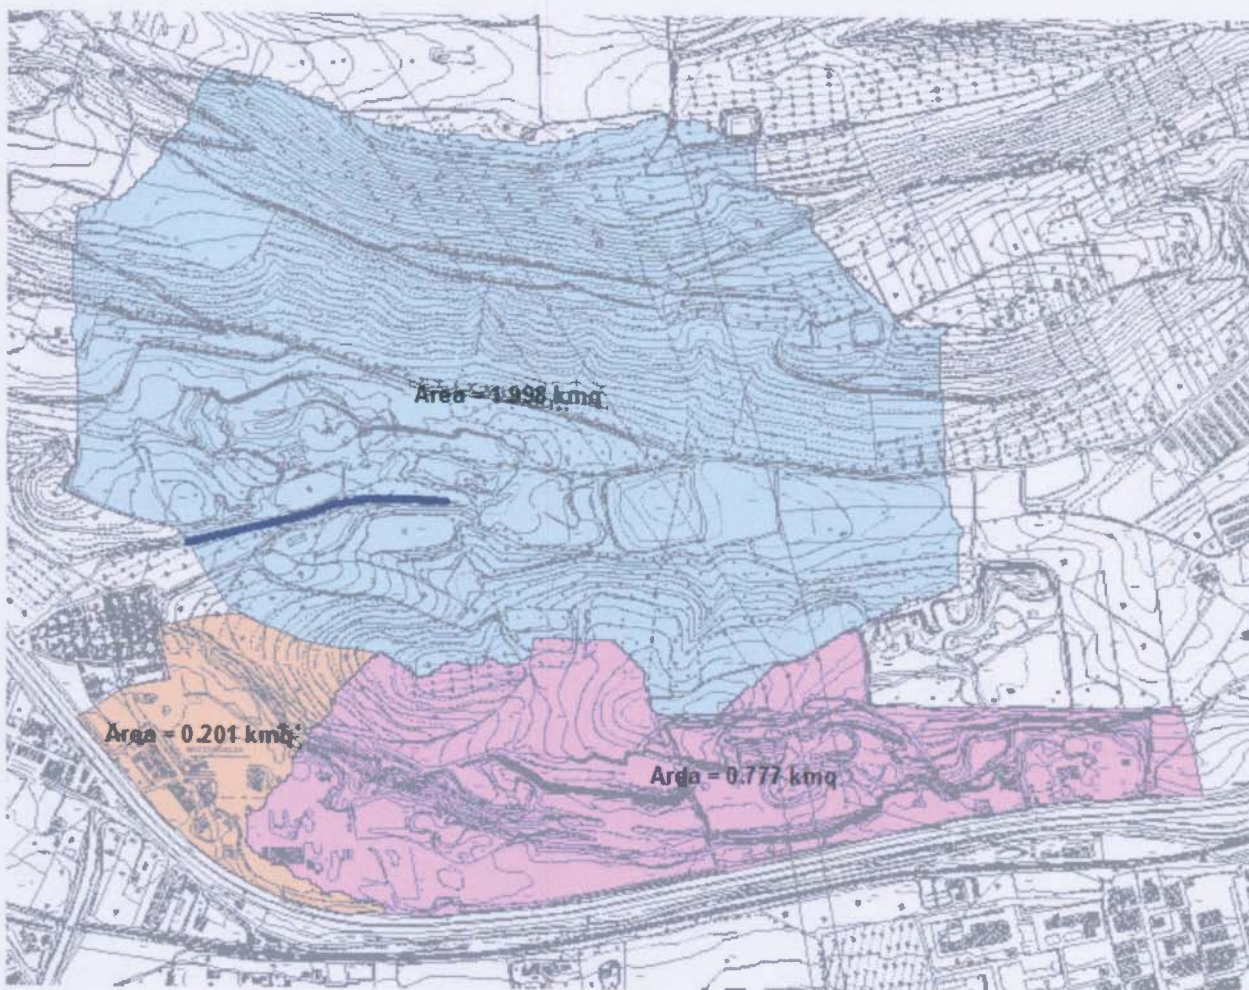 Area = 1.998 kmq
Area = 0.201 kmq
Area = 0.777 kmq